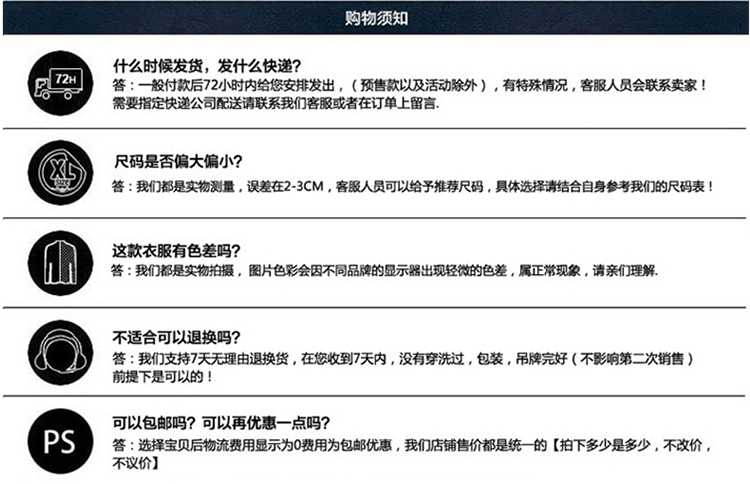 购物须知
什么时候发货，发什么快递？
72H
答：一般付款后72小时内给您安排发出，（预售款以及活动除外），有特殊情况，客服人员会联系卖家！
需要指定快递公司配送请联系我们客服或者在订单上留言.
尺码是否偏大偏小？
XL
SIZE
答：我们都是实物测量，误差在2-3CM，客服人员可以给予推荐尺码，具体选择请结合自身参考我们的尺码表！
这款衣服有色差吗？
答：我们都是实物拍摄， 图片色彩会因不同品牌的显示器出现轻微的色差，属正常现象，请亲们理解.
不适合可以退换吗？
答：我们支持7天无理由退换货，在您收到7天内，没有穿洗过，包装，吊牌完好（不影响第二次销售）
前提下是可以的！
可以包邮吗？可以再优惠一点吗？
PS
答：选择宝贝后物流费用显示为0费用为包邮优惠，我们店铺售价都是统一的【拍下多少是多少，不改价，
不议价】